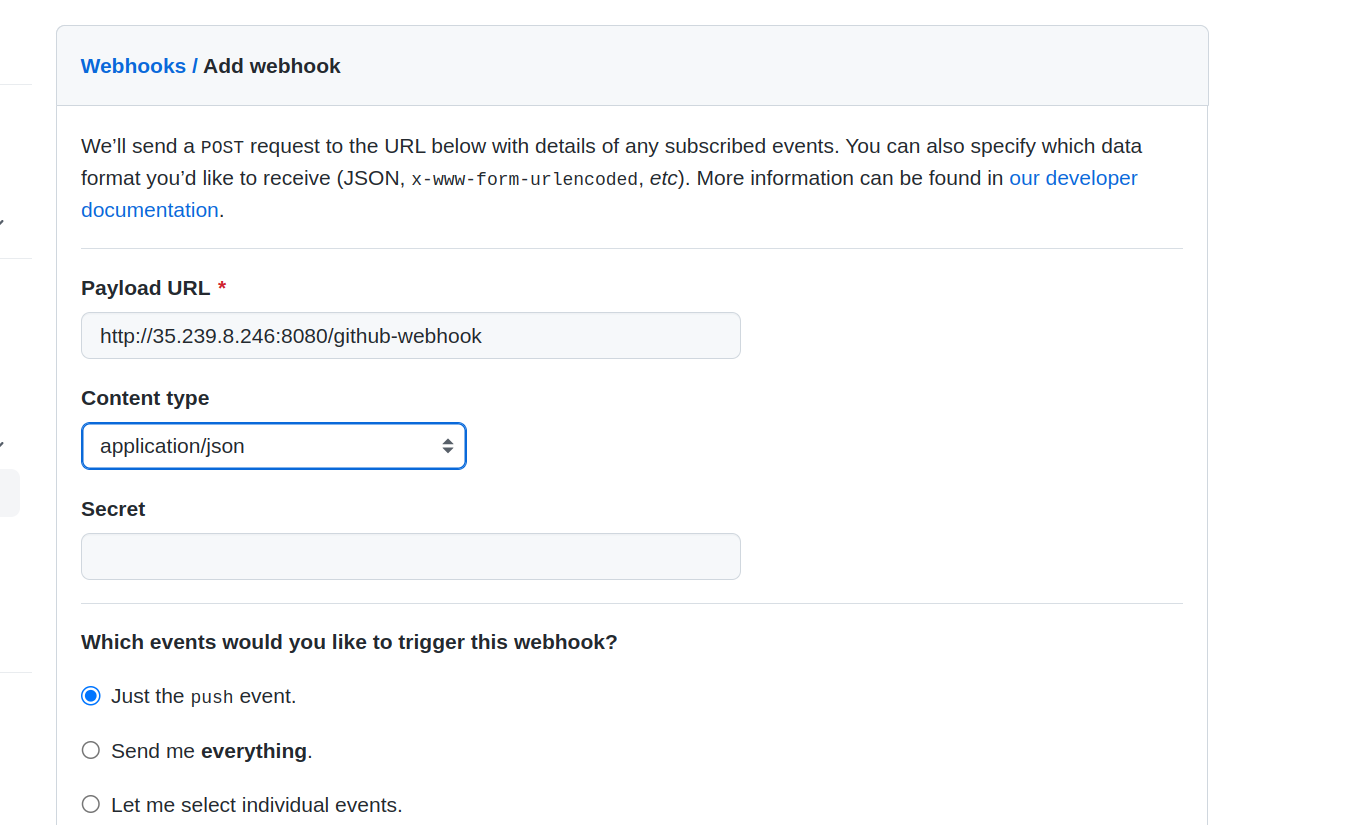 Webhooks / Add webhook
We’ll send a POST request to the URL below with details of any subscribed events. You can also specify which data
format you’d like to receive (JSON, x-www-form-urlencoded, etc). More information can be found in our developer
documentation.
Payload URL *
http://35.239.8.246:8080/github-webhook
Content type
application/json
Secret
Which events would you like to trigger this webhook?
Just the push event.
Send me everything.
Let me select individual events.